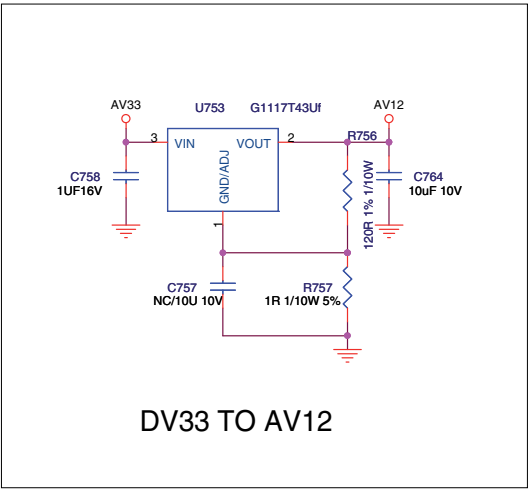 AV33
U753
G1117T43Uf
AV12
3
VIN
VOUT
2
R756
GND/ADJ
120R 1% 1/10W
C758
1UF16V
C764
10uF 10V
1
C757
NC/10U 10V
R757
1R 1/10W 5%
DV33 TO AV12